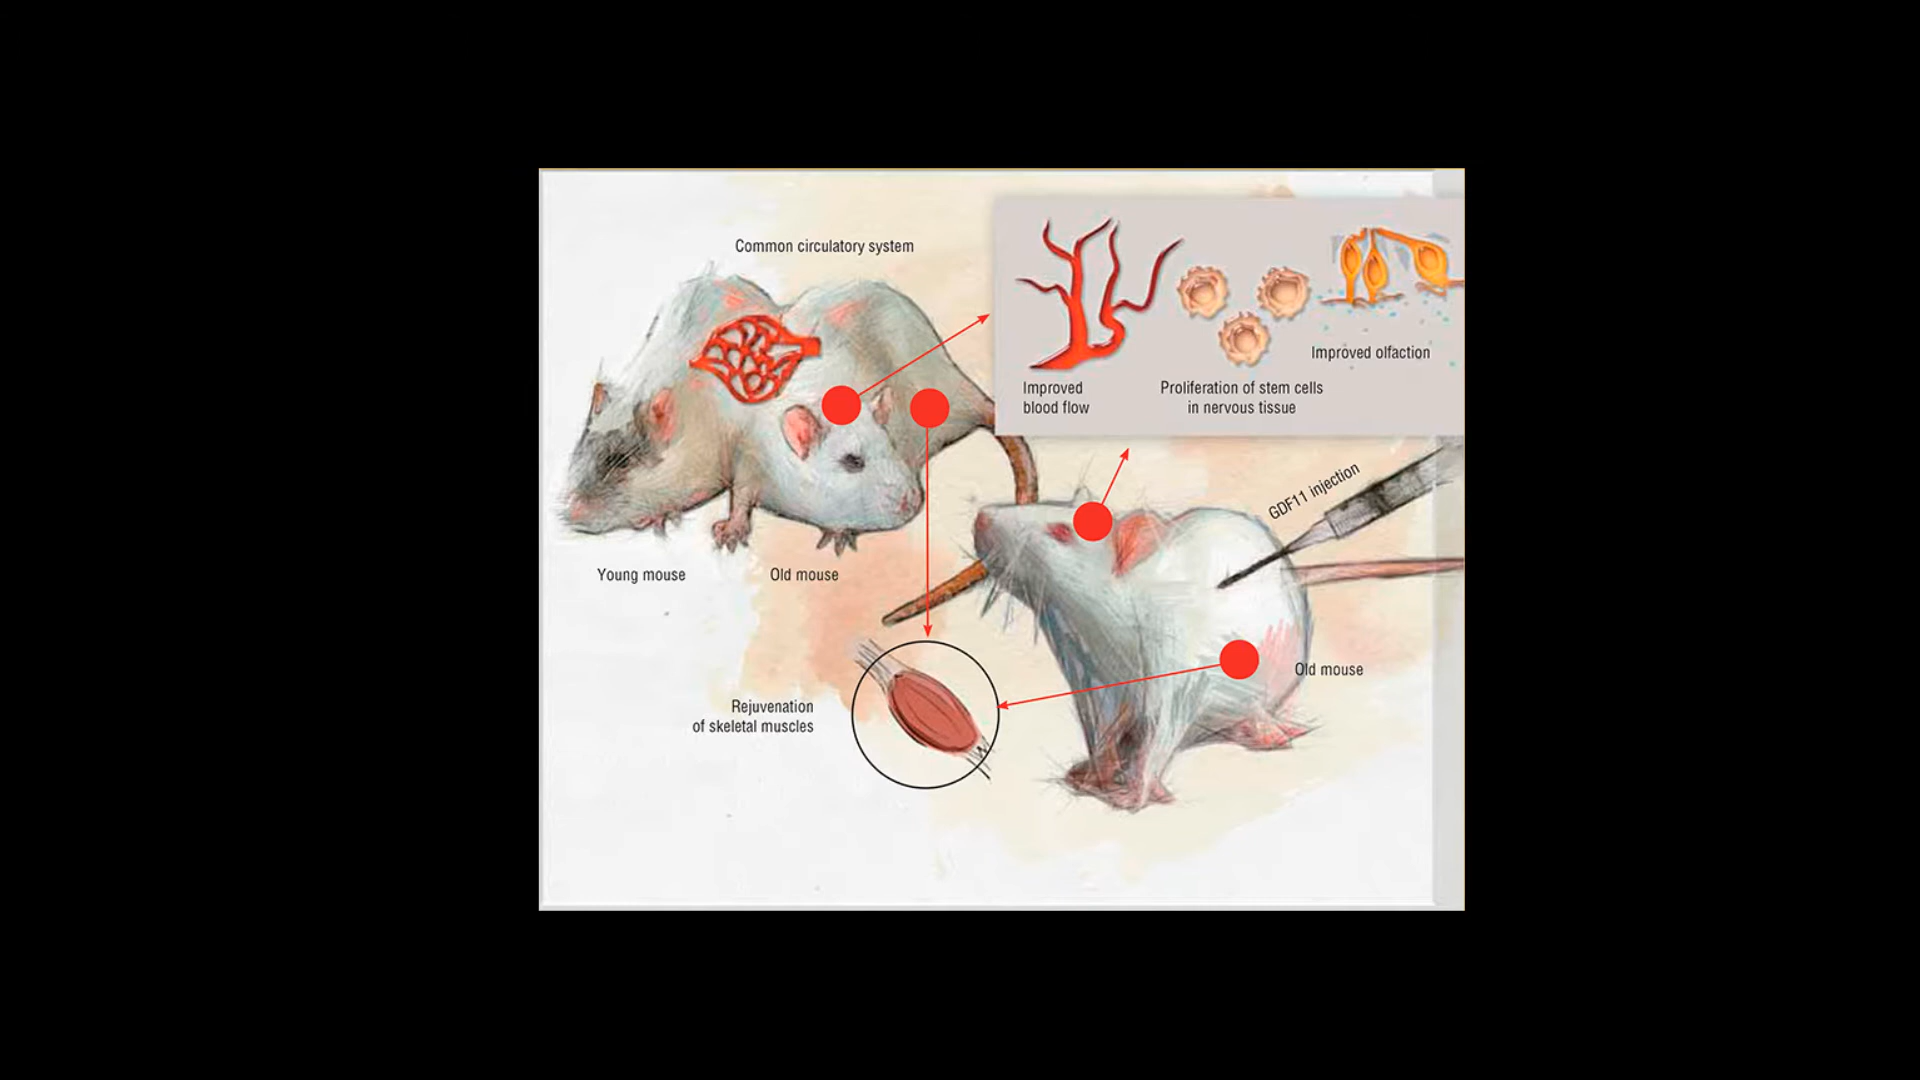 Common circulatory system
Improved olfaction
Improved
blood flow
Proliferation of stem cells
in nervous tissue
GDF11 injection
Young mouse
Old mouse
Old mouse
Rejuvenation
of skeletal muscles